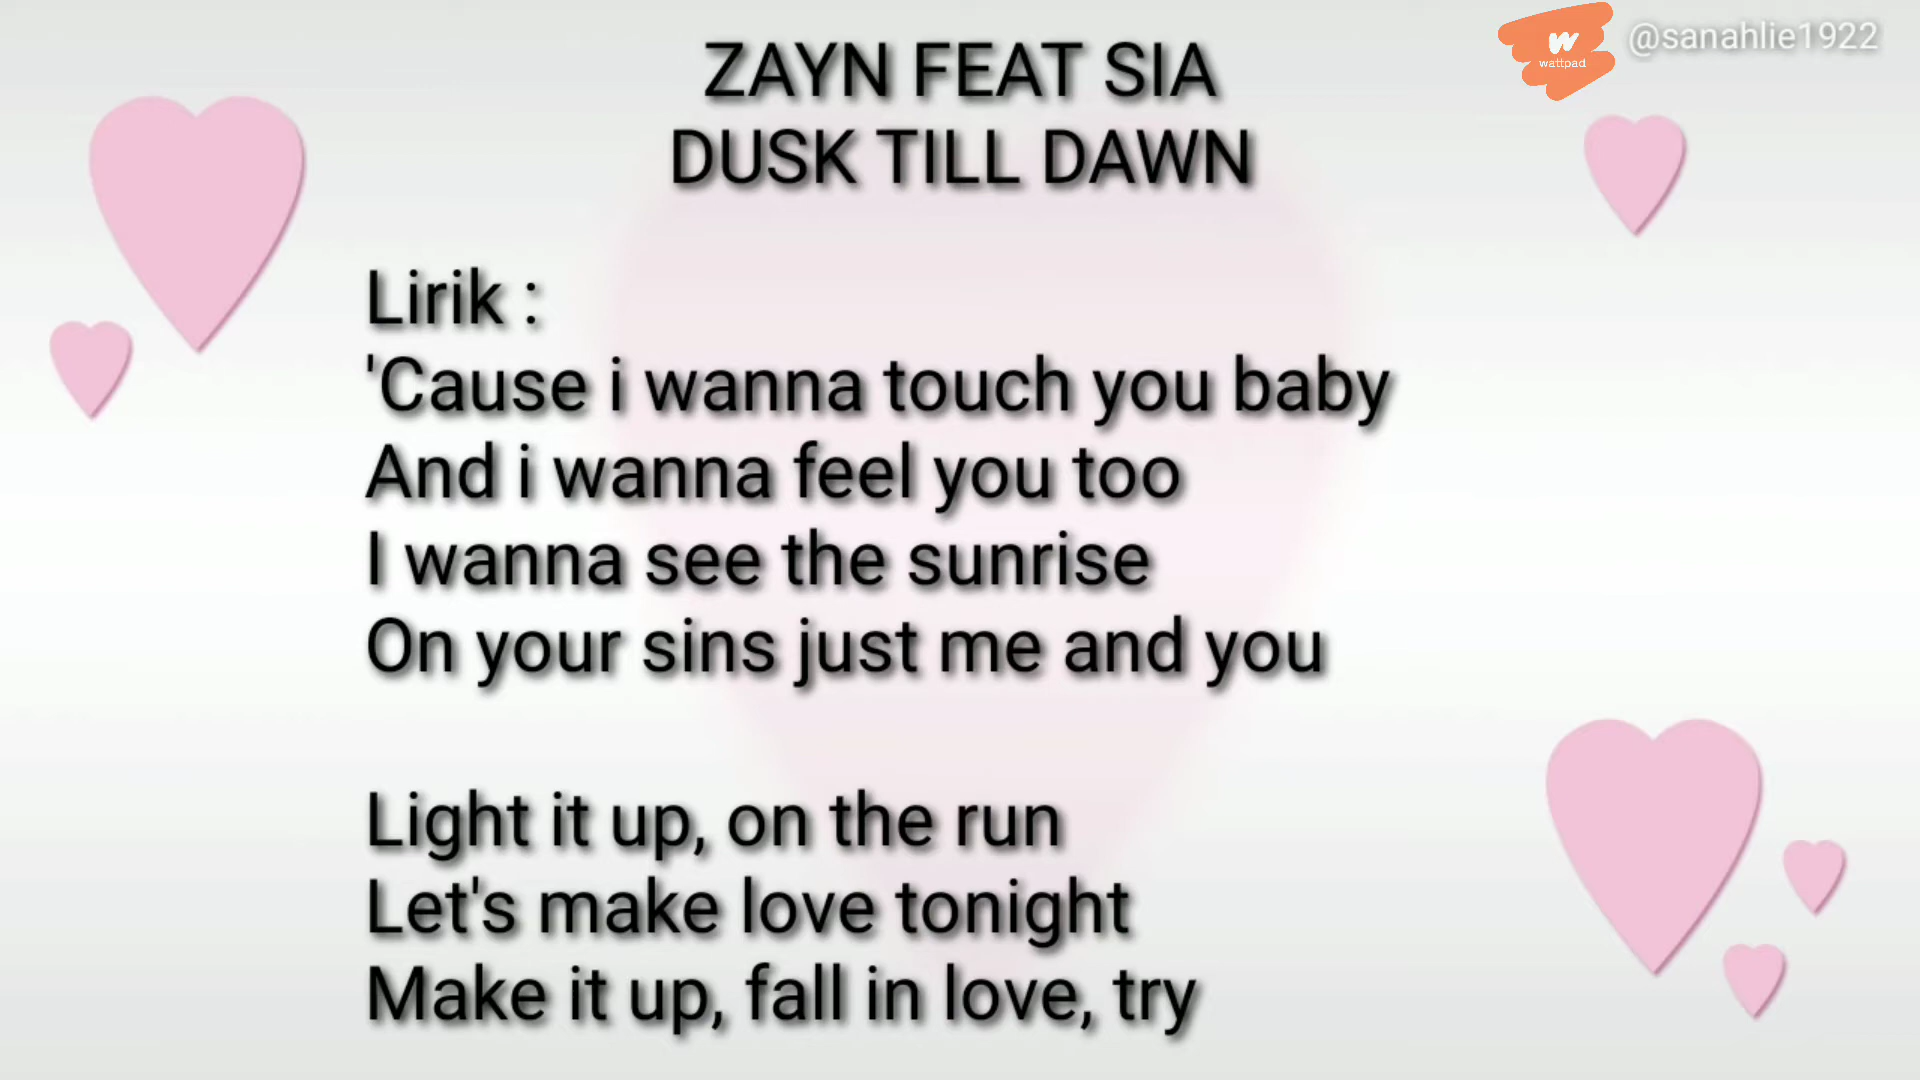 ZAYN FEAT SIA
DUSK TILL DAWN
wattpad
@sanahlie1922
Lirik :
'Cause i wanna touch you baby
And i wanna feel you too
I wanna see the sunrise
On your sins just me and you
Light it up, on the run
Let's make love tonight
Make it up, fall in love, try